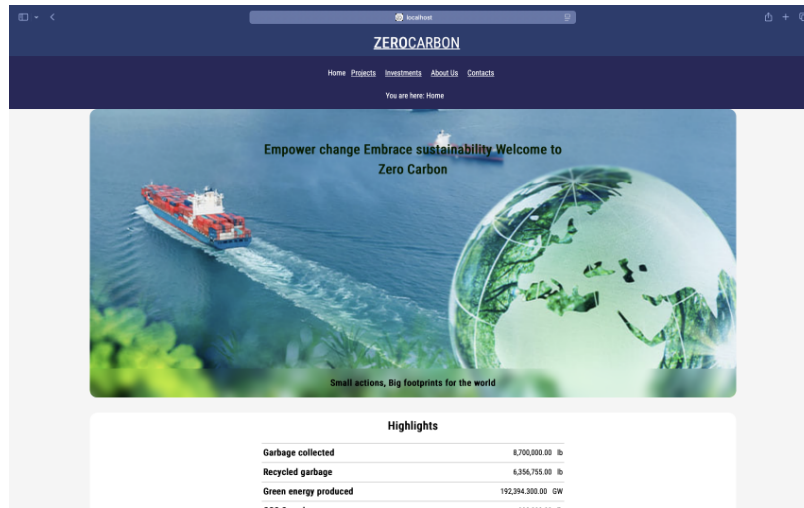 localhost
ZEROCARBON
Home Projects Investments About Us Contacts
You are here: Home
Empower change Embrace sustainability Welcome to
Zero Carbon
Small actions, Big footprints for the world
Highlights
Garbage collected 8,700,000.00 lb
Recycled garbage 6,356,755.00 lb
Green energy produced 192,394.300.00 GW